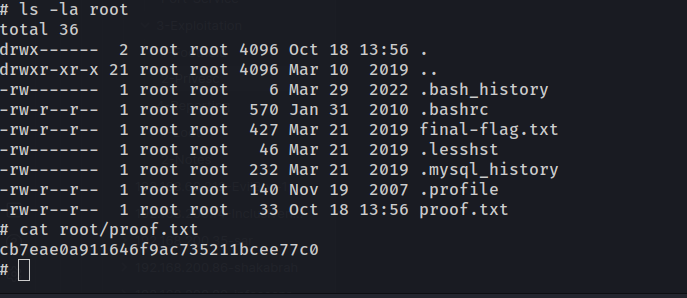 # ls -la root
total 36
drwx------  2 root root 4096 Oct 18 13:56 .
drwxr-xr-x 21 root root 4096 Mar 10  2019 ..
-rw-------  1 root root    6 Mar 29  2022 .bash_history
-rw-r--r--  1 root root  570 Jan 31  2010 .bashrc
-rw-r--r--  1 root root  427 Mar 21  2019 final-flag.txt
-rw-------  1 root root   46 Mar 21  2019 .lesshst
-rw-------  1 root root  232 Mar 21  2019 .mysql_history
-rw-r--r--  1 root root  140 Nov 19  2007 .profile
-rw-r--r--  1 root root   33 Oct 18 13:56 proof.txt
# cat root/proof.txt
cb7eae0a911646f9ac735211bcee77c0
#